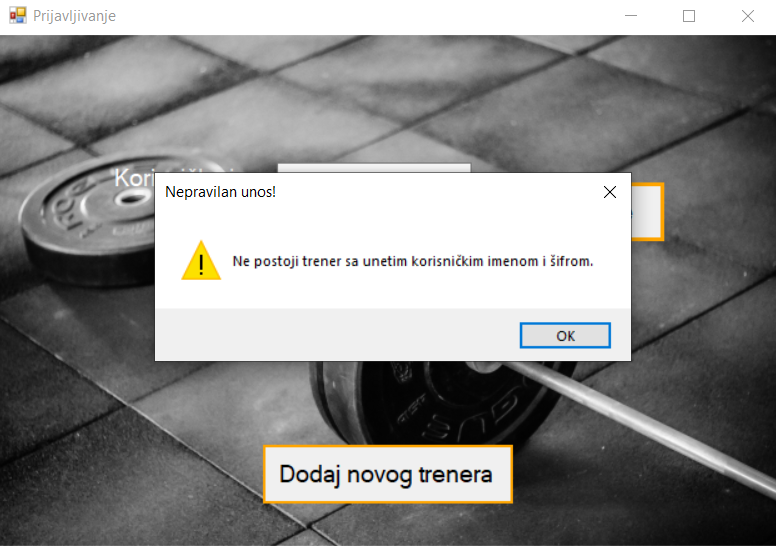 Prijavljivanje
Nepravilan unos!
Ne postoji trener sa unetim korisničkim imenom i šifrom.
OK
Dodaj novog trenera